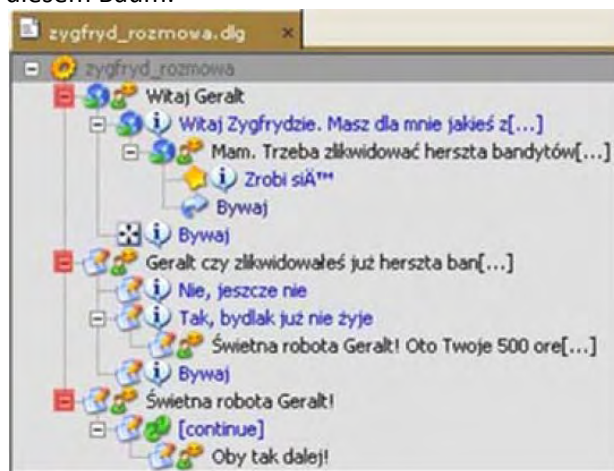 diesem Baum.
zygfryd_rozmowa.dlg ×
zygfryd_rozmowa
Witaj Geralt
Witaj Zygfrydzie. Masz dla mnie jakieś z[...]
Mam. Trzeba zlikwidować herszta bandytów[...]
Zrobi siÄ™
Bywaj
Bywaj
Geralt czy zlikwidowałeś już herszta ban[...]
Nie, jeszcze nie
Tak, bydlak już nie żyje
Świetna robota Geralt! Oto Twoje 500 ore[...]
Bywaj
Świetna robota Geralt!
[continue]
Oby tak dalej!